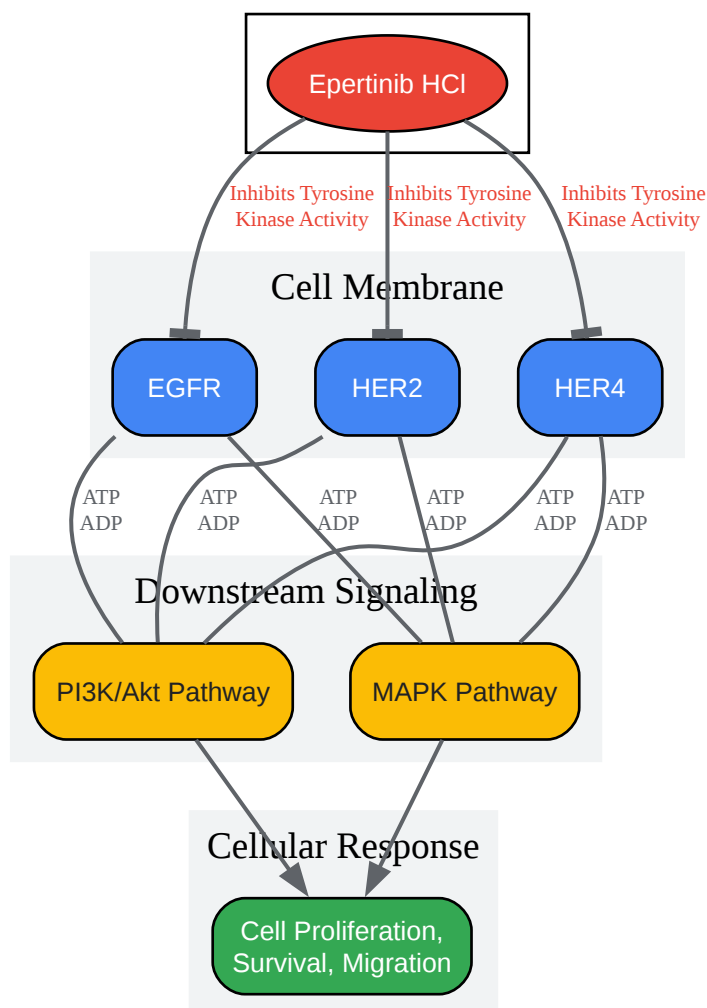 Epertinib HCl
Inhibits Tyrosine
Kinase Activity
Inhibits Tyrosine
Kinase Activity
Inhibits Tyrosine
Kinase Activity
Cell Membrane
EGFR
HER2
HER4
ATP
ADP
ATP
ADP
ATP
ADP
ATP
ADP
ATP
ADP
ATP
ADP
Downstream Signaling
PI3K/Akt Pathway
MAPK Pathway
Cellular Response
Cell Proliferation,
Survival, Migration